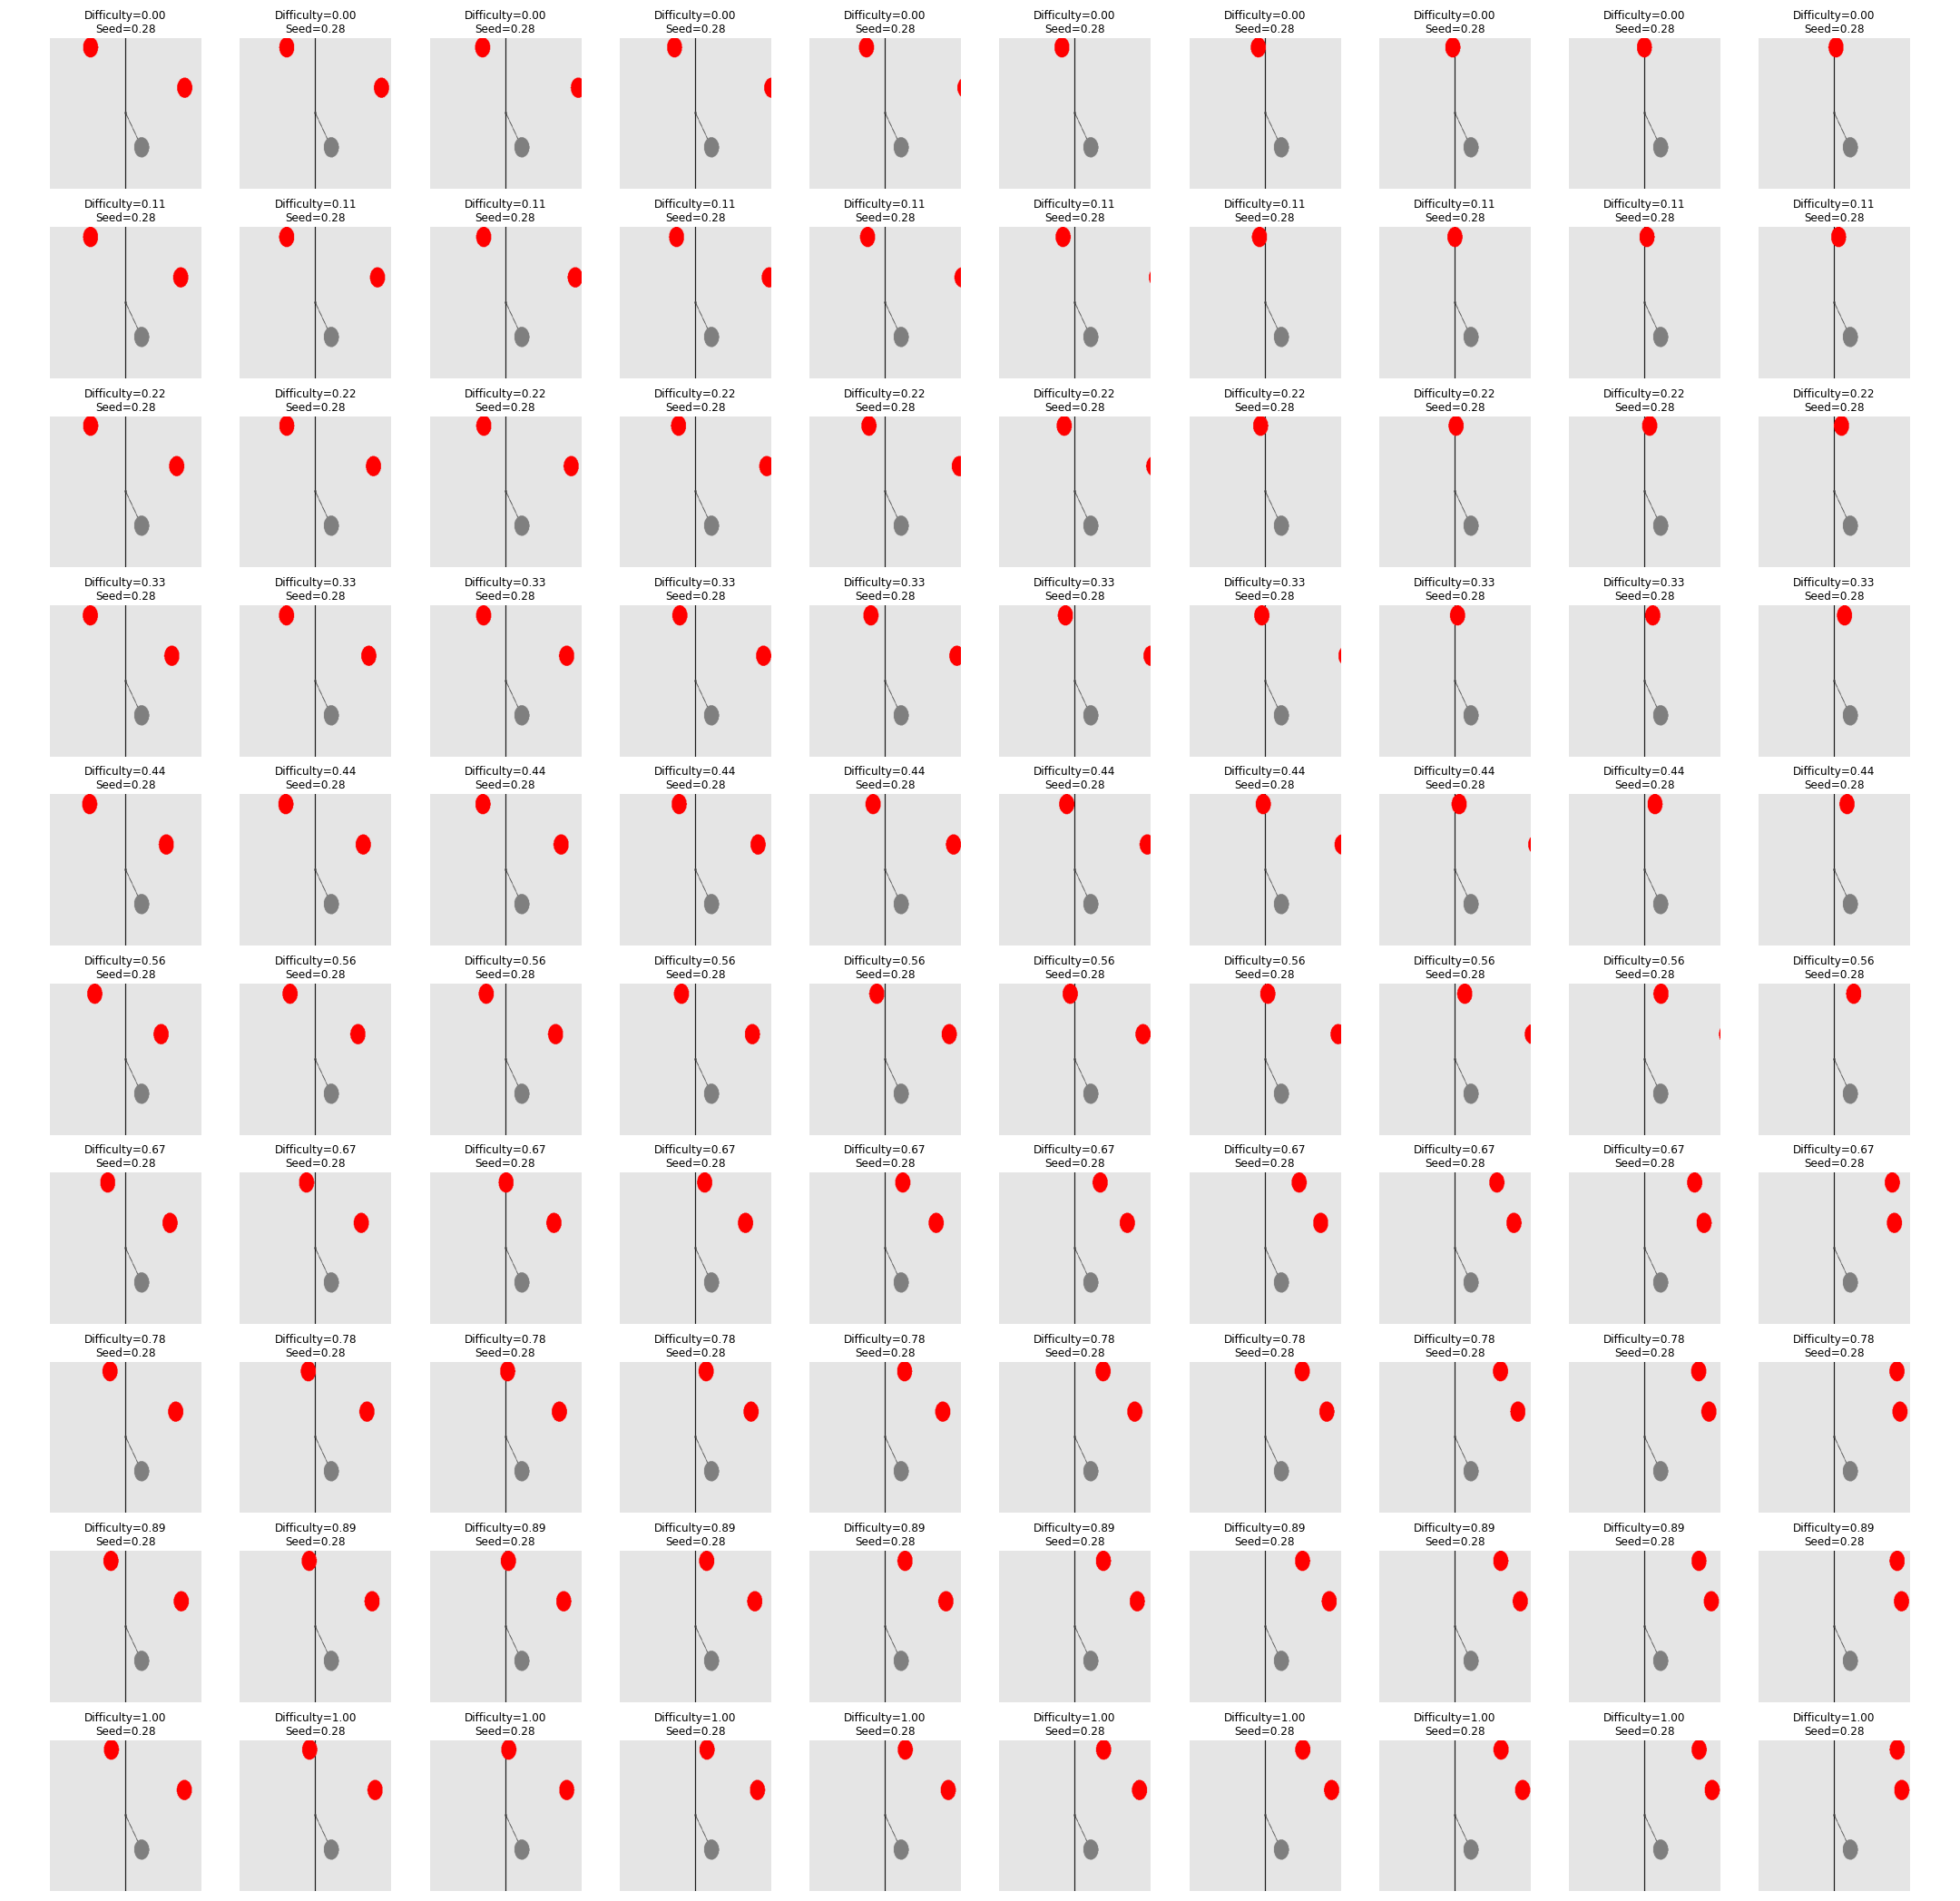 Difficulty=0.00 Difficulty=0.00 Difficulty=0.00 Difficulty=0.00 Difficulty=0.00 Difficulty=0.00 Difficulty=0.00 Difficulty=0.00 Difficulty=0.00 Difficulty=0.00
Seed=0.28 Seed=0.28 Seed=0.28 Seed=0.28 Seed=0.28 Seed=0.28 Seed=0.28 Seed=0.28 Seed=0.28 Seed=0.28
Difficulty=0.11 Difficulty=0.11 Difficulty=0.11 Difficulty=0.11 Difficulty=0.11 Difficulty=0.11 Difficulty=0.11 Difficulty=0.11 Difficulty=0.11 Difficulty=0.11
Seed=0.28 Seed=0.28 Seed=0.28 Seed=0.28 Seed=0.28 Seed=0.28 Seed=0.28 Seed=0.28 Seed=0.28 Seed=0.28
Difficulty=0.22 Difficulty=0.22 Difficulty=0.22 Difficulty=0.22 Difficulty=0.22 Difficulty=0.22 Difficulty=0.22 Difficulty=0.22 Difficulty=0.22 Difficulty=0.22
Seed=0.28 Seed=0.28 Seed=0.28 Seed=0.28 Seed=0.28 Seed=0.28 Seed=0.28 Seed=0.28 Seed=0.28 Seed=0.28
Difficulty=0.33 Difficulty=0.33 Difficulty=0.33 Difficulty=0.33 Difficulty=0.33 Difficulty=0.33 Difficulty=0.33 Difficulty=0.33 Difficulty=0.33 Difficulty=0.33
Seed=0.28 Seed=0.28 Seed=0.28 Seed=0.28 Seed=0.28 Seed=0.28 Seed=0.28 Seed=0.28 Seed=0.28 Seed=0.28
Difficulty=0.44 Difficulty=0.44 Difficulty=0.44 Difficulty=0.44 Difficulty=0.44 Difficulty=0.44 Difficulty=0.44 Difficulty=0.44 Difficulty=0.44 Difficulty=0.44
Seed=0.28 Seed=0.28 Seed=0.28 Seed=0.28 Seed=0.28 Seed=0.28 Seed=0.28 Seed=0.28 Seed=0.28 Seed=0.28
Difficulty=0.56 Difficulty=0.56 Difficulty=0.56 Difficulty=0.56 Difficulty=0.56 Difficulty=0.56 Difficulty=0.56 Difficulty=0.56 Difficulty=0.56 Difficulty=0.56
Seed=0.28 Seed=0.28 Seed=0.28 Seed=0.28 Seed=0.28 Seed=0.28 Seed=0.28 Seed=0.28 Seed=0.28 Seed=0.28
Difficulty=0.67 Difficulty=0.67 Difficulty=0.67 Difficulty=0.67 Difficulty=0.67 Difficulty=0.67 Difficulty=0.67 Difficulty=0.67 Difficulty=0.67 Difficulty=0.67
Seed=0.28 Seed=0.28 Seed=0.28 Seed=0.28 Seed=0.28 Seed=0.28 Seed=0.28 Seed=0.28 Seed=0.28 Seed=0.28
Difficulty=0.78 Difficulty=0.78 Difficulty=0.78 Difficulty=0.78 Difficulty=0.78 Difficulty=0.78 Difficulty=0.78 Difficulty=0.78 Difficulty=0.78 Difficulty=0.78
Seed=0.28 Seed=0.28 Seed=0.28 Seed=0.28 Seed=0.28 Seed=0.28 Seed=0.28 Seed=0.28 Seed=0.28 Seed=0.28
Difficulty=0.89 Difficulty=0.89 Difficulty=0.89 Difficulty=0.89 Difficulty=0.89 Difficulty=0.89 Difficulty=0.89 Difficulty=0.89 Difficulty=0.89 Difficulty=0.89
Seed=0.28 Seed=0.28 Seed=0.28 Seed=0.28 Seed=0.28 Seed=0.28 Seed=0.28 Seed=0.28 Seed=0.28 Seed=0.28
Difficulty=1.00 Difficulty=1.00 Difficulty=1.00 Difficulty=1.00 Difficulty=1.00 Difficulty=1.00 Difficulty=1.00 Difficulty=1.00 Difficulty=1.00 Difficulty=1.00
Seed=0.28 Seed=0.28 Seed=0.28 Seed=0.28 Seed=0.28 Seed=0.28 Seed=0.28 Seed=0.28 Seed=0.28 Seed=0.28